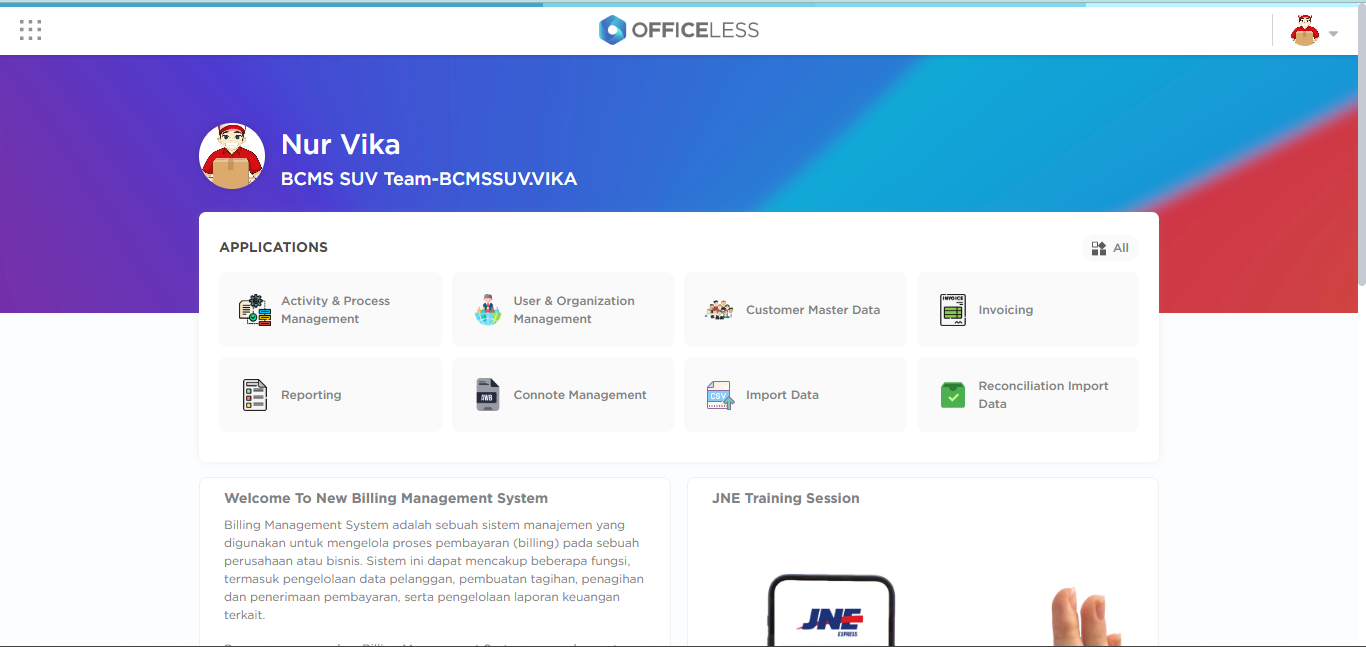 OFFICELESS
Nur Vika
BCMS SUV Team-BCMSSUV.VIKA
APPLICATIONS
All
Activity & Process
Management
User & Organization
Management
Customer Master Data
INVOICE
Invoicing
Reporting
AWB
Connote Management
CSV
Import Data
Reconciliation Import
Data
Welcome To New Billing Management System
Billing Management System adalah sebuah sistem manajemen yang
digunakan untuk mengelola proses pembayaran (billing) pada sebuah
perusahaan atau bisnis. Sistem ini dapat mencakup beberapa fungsi,
termasuk pengelolaan data pelanggan, pembuatan tagihan, penagihan
dan penerimaan pembayaran, serta pengelolaan laporan keuangan
terkait.
JNE Training Session
JNE
EXPRESS